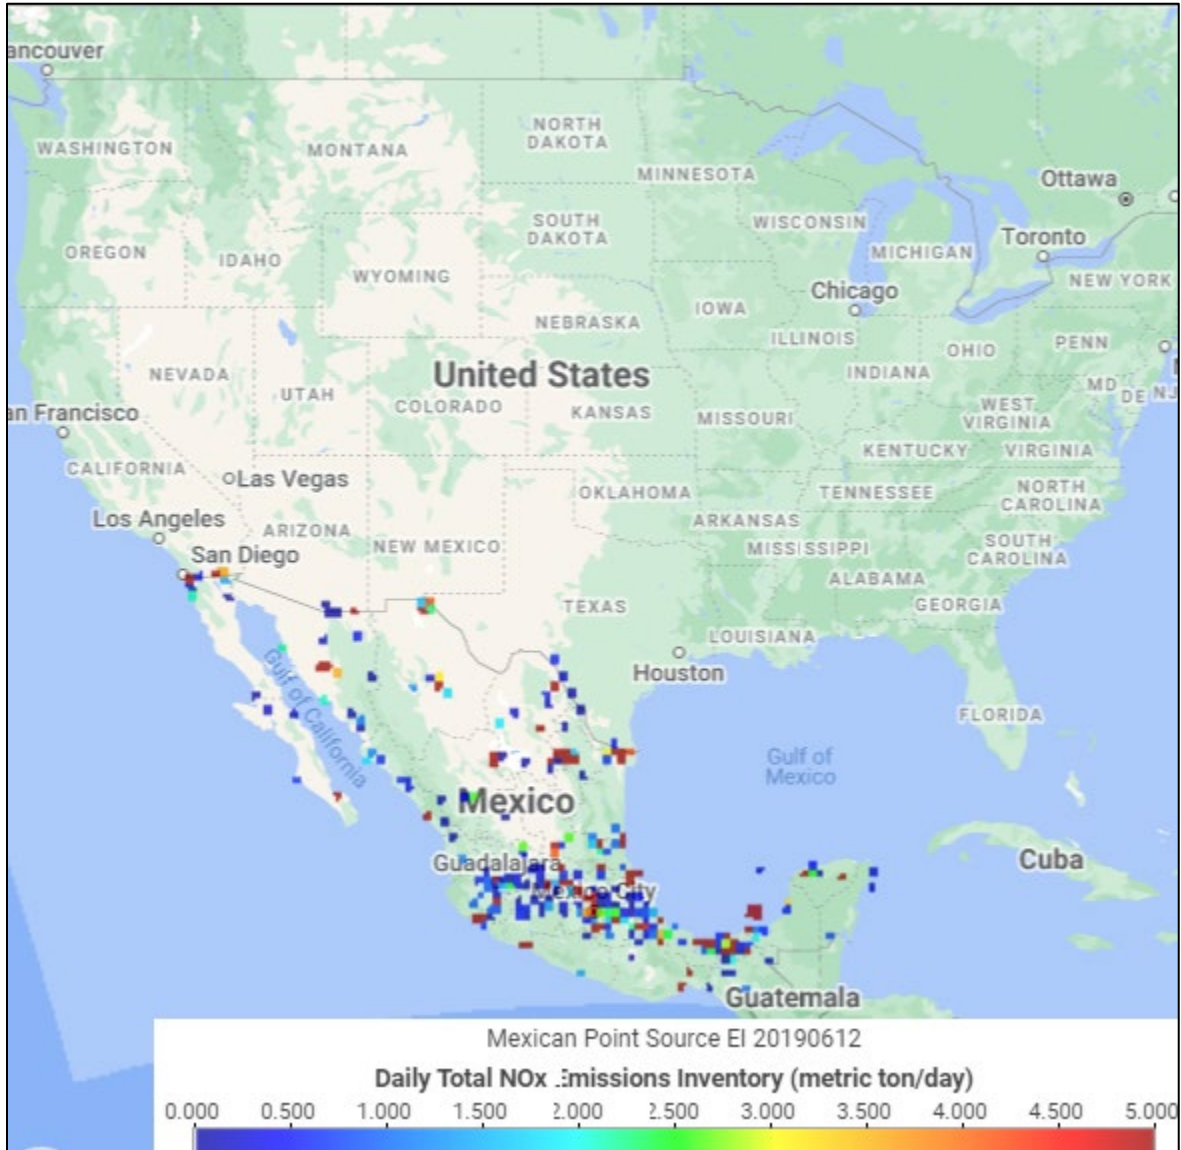 ancouver
WASHINGTON
MONTANA
NORTH
DAKOTA
MINNESOTA
Ottawa
OREGON
IDAHO
WYOMING
SOUTH
DAKOTA
WISCONSIN
MICHIGAN
Toronto
NEW YORK
Chicago
IOWA
NEBRASKA
ILLINOIS
OHIO
PENN
NEVADA
UTAH
United States
COLORADO
KANSAS
MISSOURI
INDIANA
WEST
VIRGINIA
MD
DE
NJ
an Francisco
CALIFORNIA
Las Vegas
KENTUCKY
VIRGINIA
OKLAHOMA
TENNESSEE
NORTH
CAROLINA
Los Angeles
ARIZONA
NEW MEXICO
ARKANSAS
MISSISSIPPI
SOUTH
CAROLINA
San Diego
ALABAMA
TEXAS
GEORGIA
LOUISIANA
Houston
Gulf of California
FLORIDA
Gulf of
Mexico
Mexico
Guadalajara
Mexico City
Cuba
Guatemala
Mexican Point Source EI 20190612
Daily Total NOx Emissions Inventory (metric ton/day)
0.000 0.500 1.000 1.500 2.000 2.500 3.000 3.500 4.000 4.500 5.000